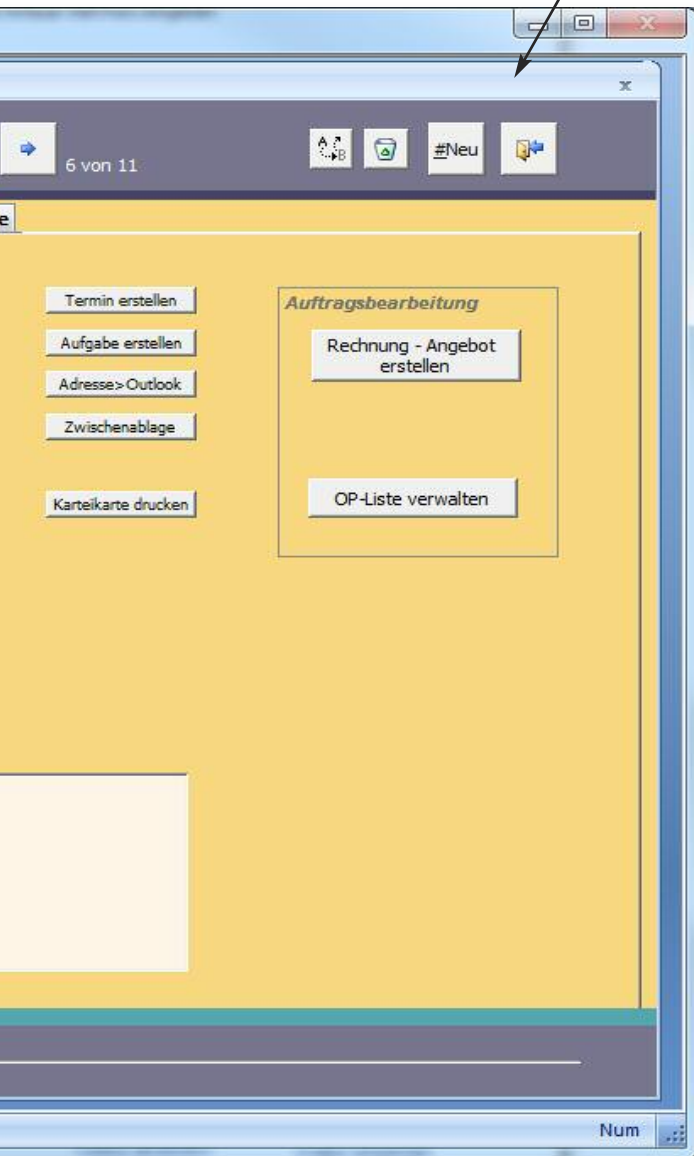 x
6 von 11
A
B
#Neu
e
Termin erstellen
Aufgabe erstellen
Adresse>Outlook
Zwischenablage
Karteikarte drucken
Auftragsbearbeitung
Rechnung - Angebot
erstellen
OP-Liste verwalten
Num